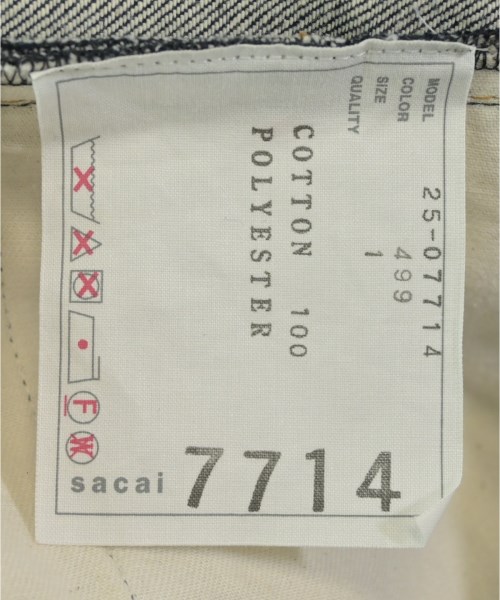 MODEL 25-07714
COLOR 499
SIZE 1
QUALITY
COTTON 100
POLYESTER
F
W
sacai 7714